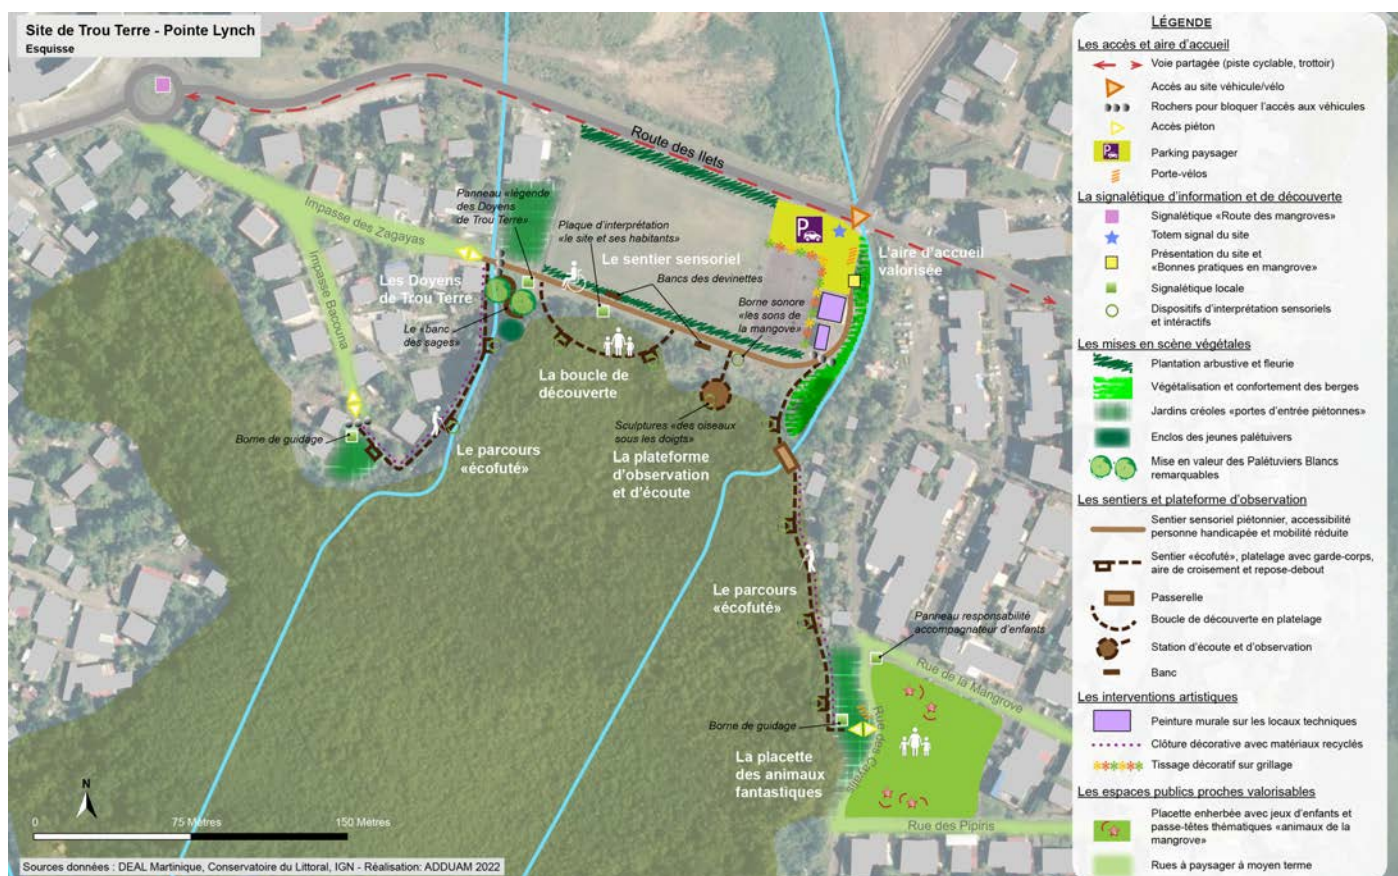 Site de Trou Terre - Pointe Lynch
Esquisse
Route des Ilets
Impasse des Zagayas
Impasse Bacouna
Panneau «légende
des Doyens
de Trou Terre»
Plaque d'interprétation
«le site et ses habitants»
Le sentier sensoriel
Bancs des devinettes
L'aire d'accueil
valorisée
Les Doyens
de Trou Terre
Le «banc
des sages»
Borne sonore
«les sons de
la mangove»
La boucle de
découverte
Sculptures «des oiseaux
sous les doigts»
La plateforme
d'observation
et d'écoute
Borne de guidage
Le parcours
«écofuté»
Le parcours
«écofuté»
Panneau responsabilité
accompagnateur d'enfants
Rue de la Mangrove
Borne de guidage
La placette
des animaux
fantastiques
Rue des Pipins
N
0 75 Mètres 150 Mètres
Sources données : DEAL Martinique, Conservatoire du Littoral, IGN - Réalisation: ADDUAM 2022
LÉGENDE
Les accès et aire d'accueil
Voie partagée (piste cyclable, trottoir)
Accès au site véhicule/vélo
Rochers pour bloquer l'accès aux véhicules
Accès piéton
Parking paysager
Porte-vélos
La signalétique d'information et de découverte
Signalétique «Route des mangroves»
Totem signal du site
Présentation du site et
«Bonnes pratiques en mangrove»
Signalétique locale
Dispositifs d'interprétation sensoriels
et intéractifs
Les mises en scène végétales
Plantation arbustive et fleurie
Végétalisation et confortement des berges
Jardins créoles «portes d'entrée piétonnes»
Enclos des jeunes palétuviers
Mise en valeur des Palétuviers Blancs
remarquables
Les sentiers et plateforme d'observation
Sentier sensoriel piétonnier, accessibilité
personne handicapée et mobilité réduite
Sentier «écofuté», platelage avec garde-corps,
aire de croisement et repose-debout
Passerelle
Boucle de découverte en platelage
Station d'écoute et d'observation
Banc
Les interventions artistiques
Peinture murale sur les locaux techniques
Clôture décorative avec matériaux recyclés
Tissage décoratif sur grillage
Les espaces publics proches valorisables
Placette enherbée avec jeux d'enfants et
passe-têtes thématiques «animaux de la
mangrove»
Rues à paysager à moyen terme